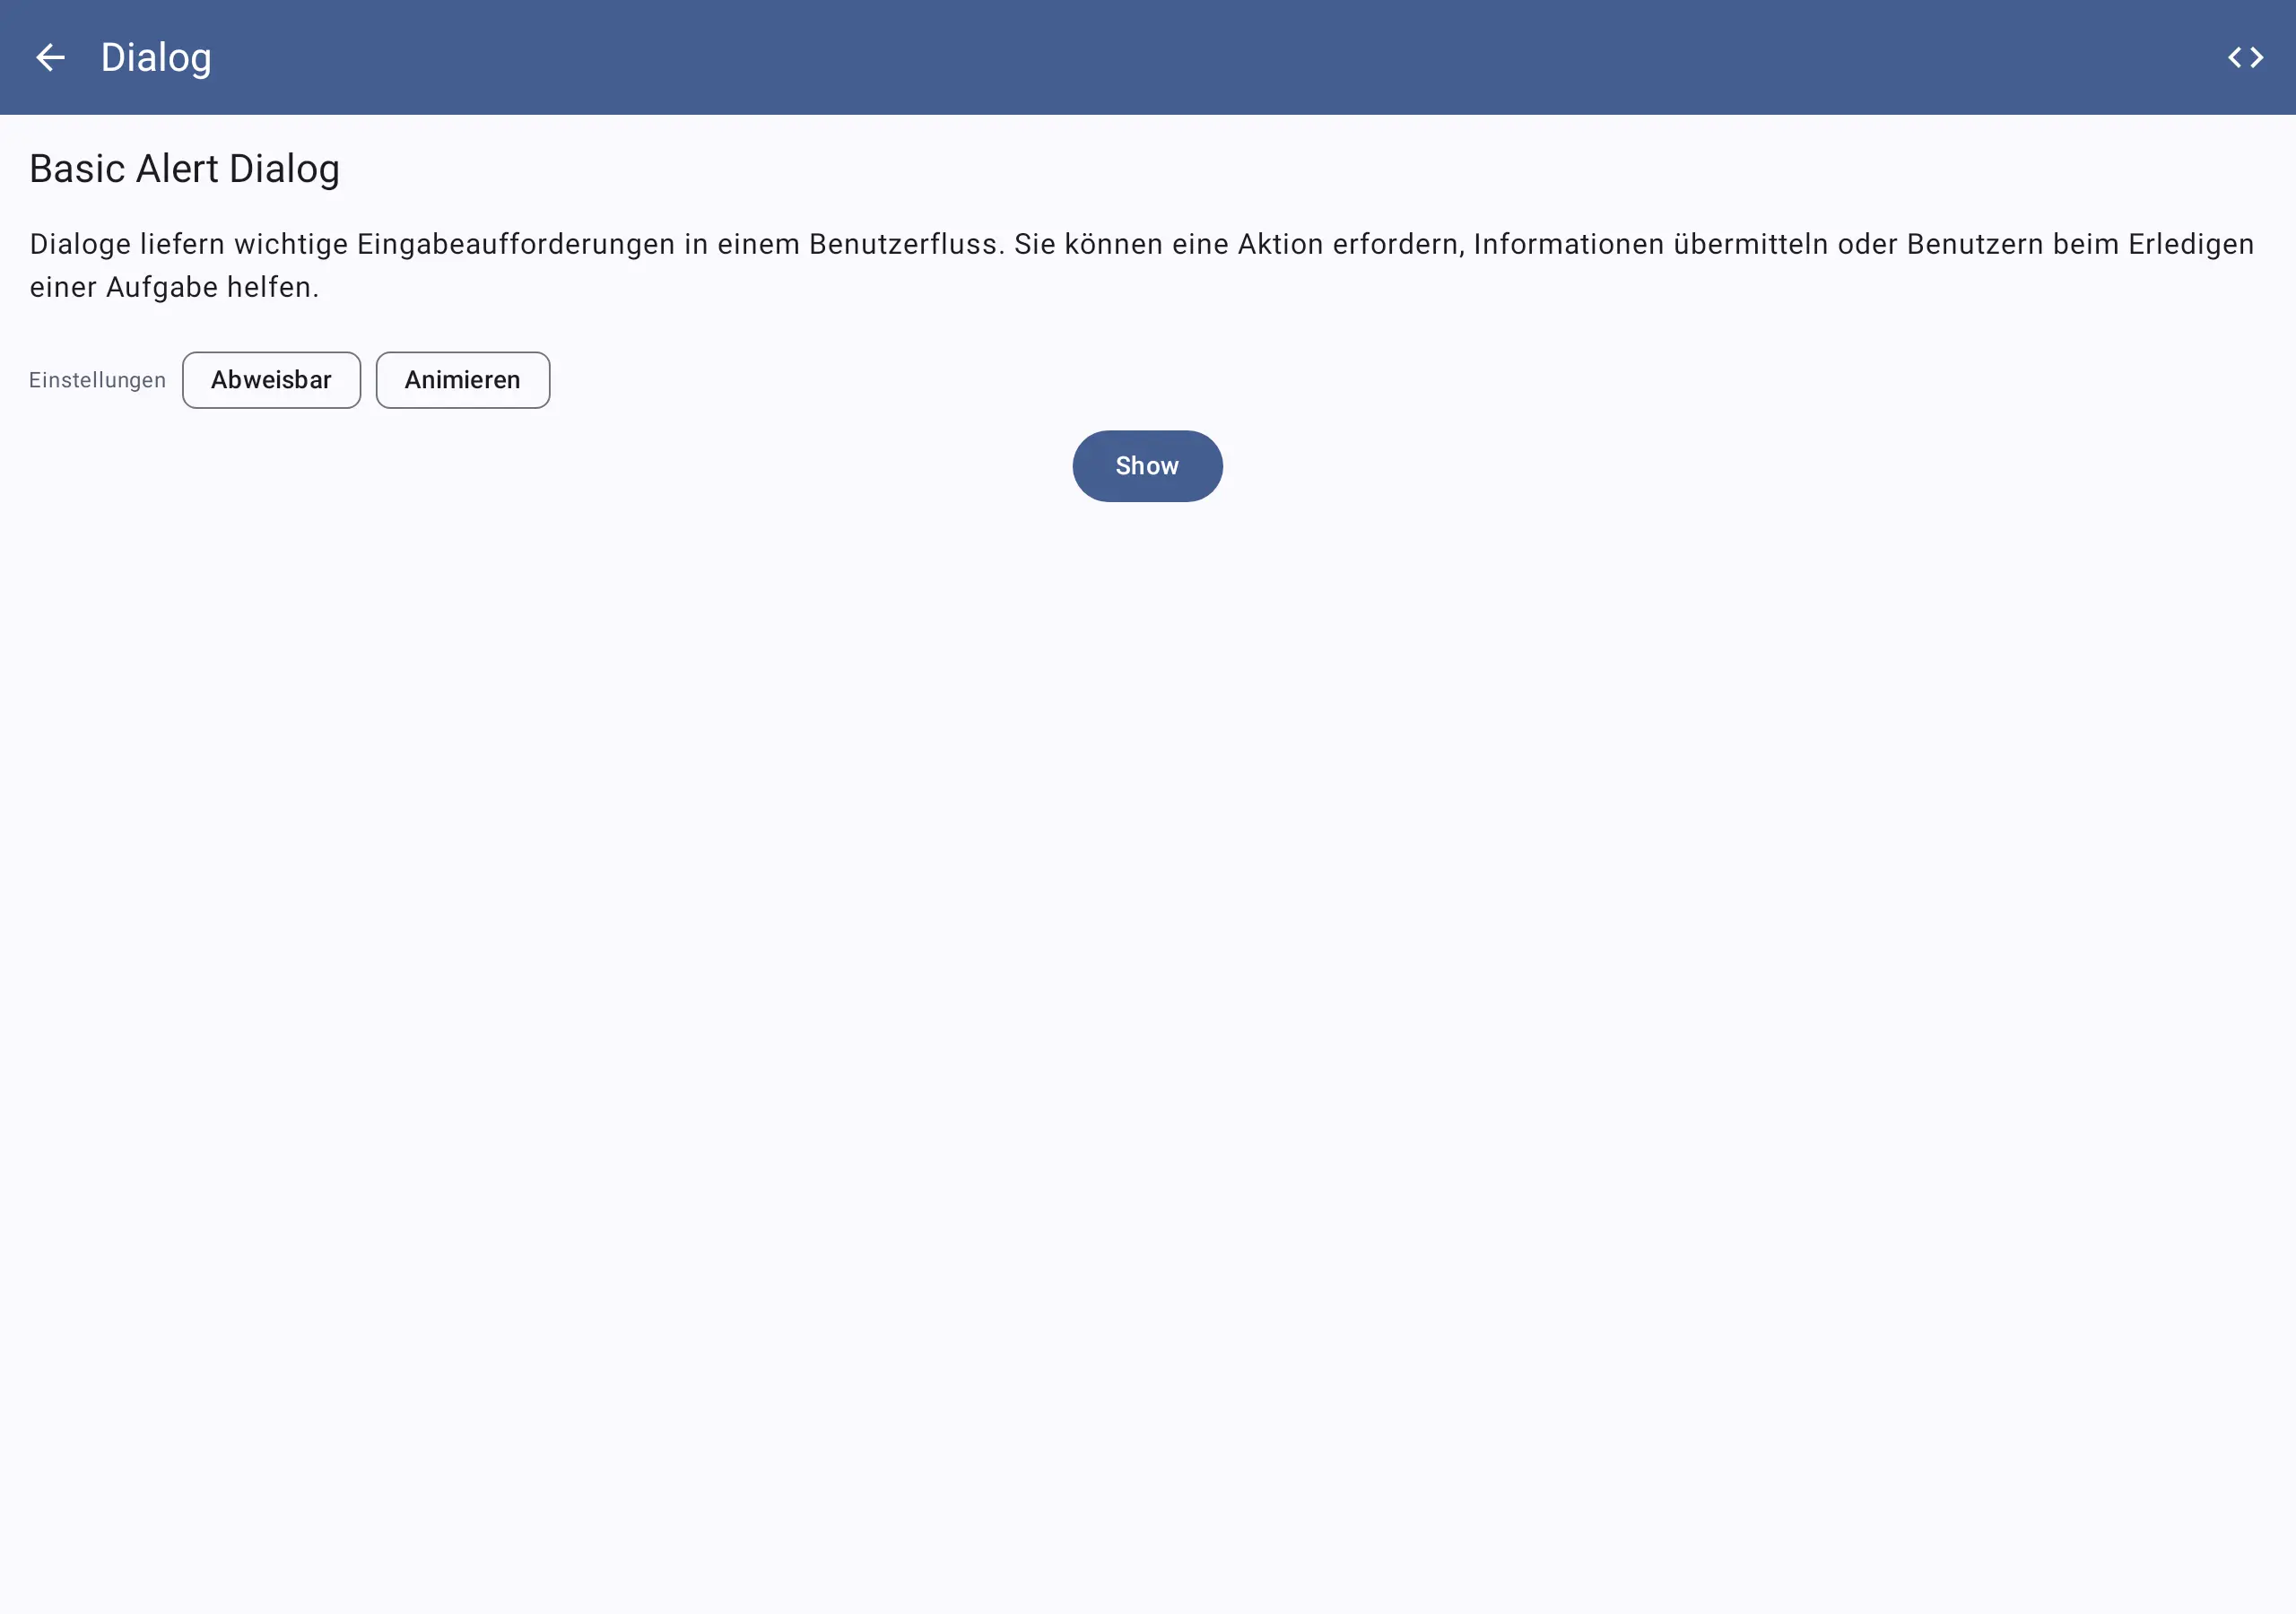 Dialog
Basic Alert Dialog
Dialoge liefern wichtige Eingabeaufforderungen in einem Benutzerfluss. Sie können eine Aktion erfordern, Informationen übermitteln oder Benutzern beim Erledigen
einer Aufgabe helfen.
Einstellungen Abweisbar Animieren
Show